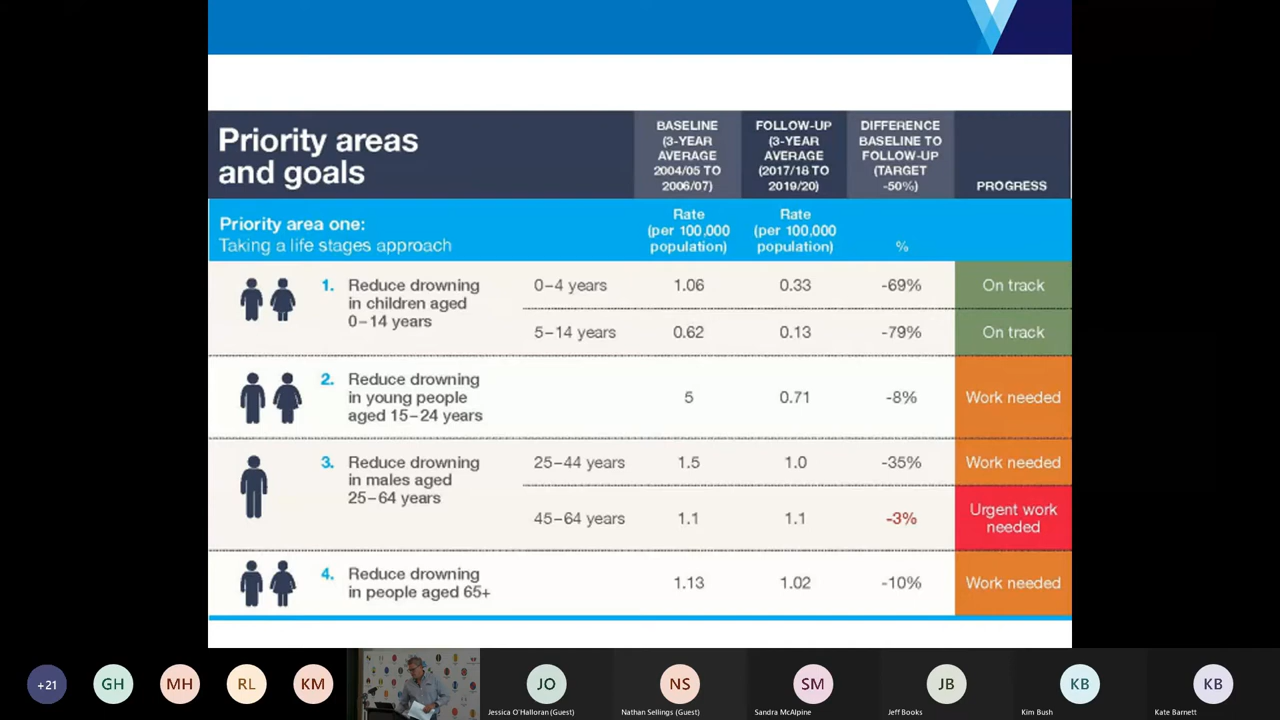 Priority areas
and goals
BASELINE
(3-YEAR
AVERAGE
2004/05 TO
2006/07)
FOLLOW-UP
(3-YEAR
AVERAGE
(2017/18 TO
2019/20)
DIFFERENCE
BASELINE TO
FOLLOW-UP
(TARGET
-50%)
PROGRESS
Priority area one:
Taking a life stages approach
Rate
(per 100,000
population)
Rate
(per 100,000
population)
%
1. Reduce drowning
in children aged
0–14 years
0–4 years 1.06 0.33 -69% On track
5–14 years 0.62 0.13 -79% On track
2. Reduce drowning
in young people
aged 15–24 years
5 0.71 -8% Work needed
3. Reduce drowning
in males aged
25–64 years
25–44 years 1.5 1.0 -35% Work needed
45–64 years 1.1 1.1 -3% Urgent work
needed
4. Reduce drowning
in people aged 65+
1.13 1.02 -10% Work needed
+21
GH
MH
RL
KM
JO
Jessica O'Halloran (Guest)
NS
Nathan Sellings (Guest)
SM
Sandra McAlpine
JB
Jeff Books
KB
Kim Bush
KB
Kate Barnett